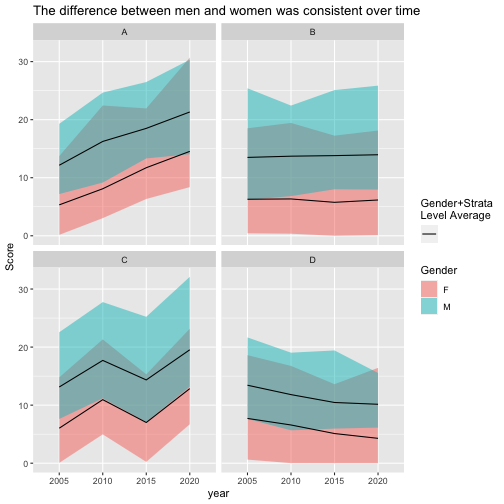 The difference between men and women was consistent over time
A
B
30
20
10
0
C
D
30
20
10
0
2005 2010 2015 2020
2005 2010 2015 2020
year
Score
Gender+Strata
Level Average
Gender
F
M